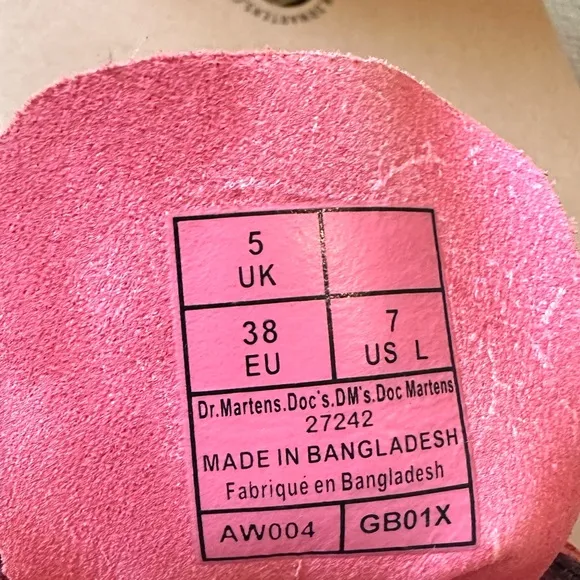 5
UK
38
EU
7
US L
Dr.Martens.Doc's.DM's.Doc Martens
27242
MADE IN BANGLADESH
Fabriqué en Bangladesh
AW004
GB01X